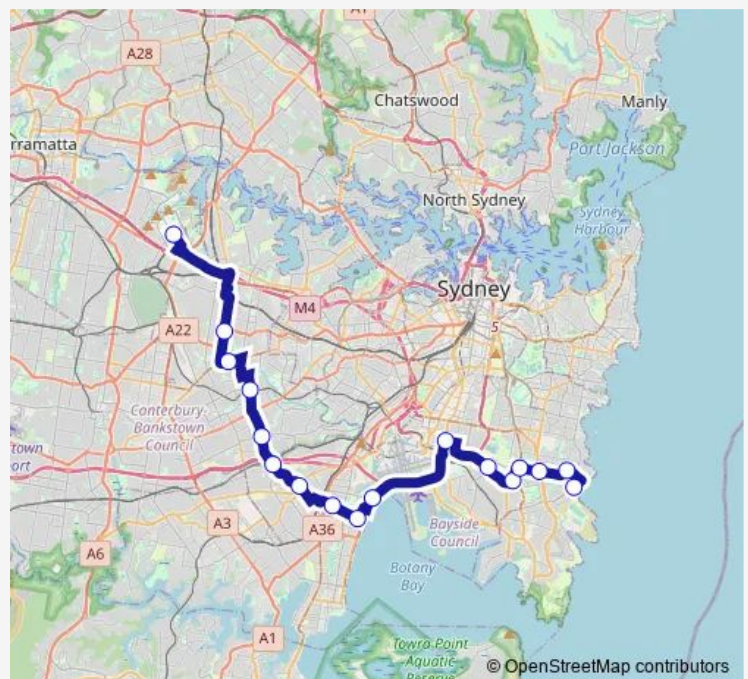 A1
A28
Chatswood
Manly
rramatta
Port Jackson
North Sydney
Sydney
Harbour
Sydney
M4
5
A22
Canterbury-
Bankstown
Council
town
ort
A3
A36
Bayside
Council
A6
Botany
Bay
A1
Towra Point
Aquatic
Reserve
© OpenStreetMap contributors